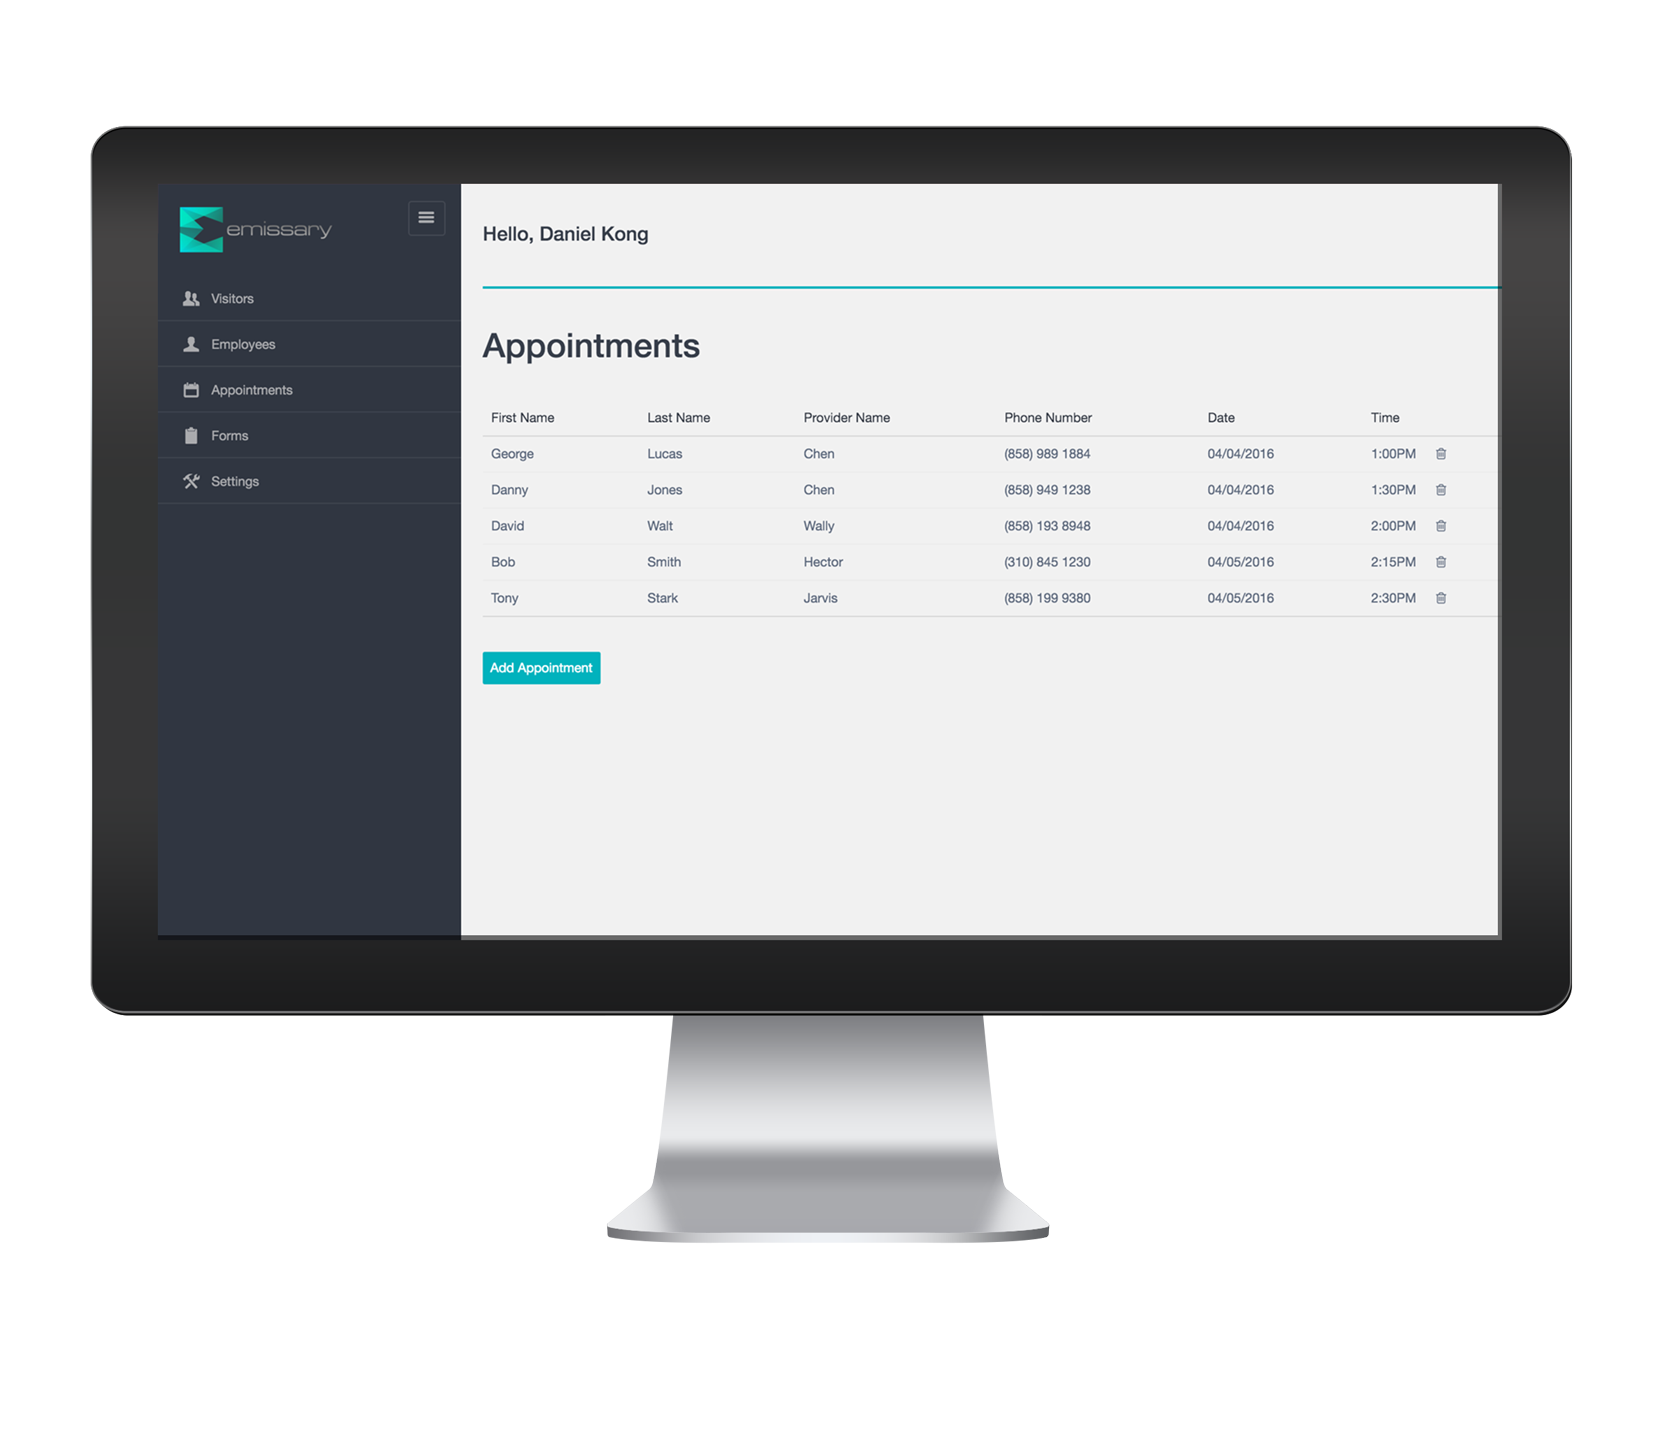 emissary
Visitors
Employees
Appointments
Forms
Settings
Hello, Daniel Kong
Appointments
First Name Last Name Provider Name Phone Number Date Time
George Lucas Chen (858) 989 1884 04/04/2016 1:00PM
Danny Jones Chen (858) 949 1238 04/04/2016 1:30PM
David Walt Wally (858) 193 8948 04/04/2016 2:00PM
Bob Smith Hector (310) 845 1230 04/05/2016 2:15PM
Tony Stark Jarvis (858) 199 9380 04/05/2016 2:30PM
Add Appointment